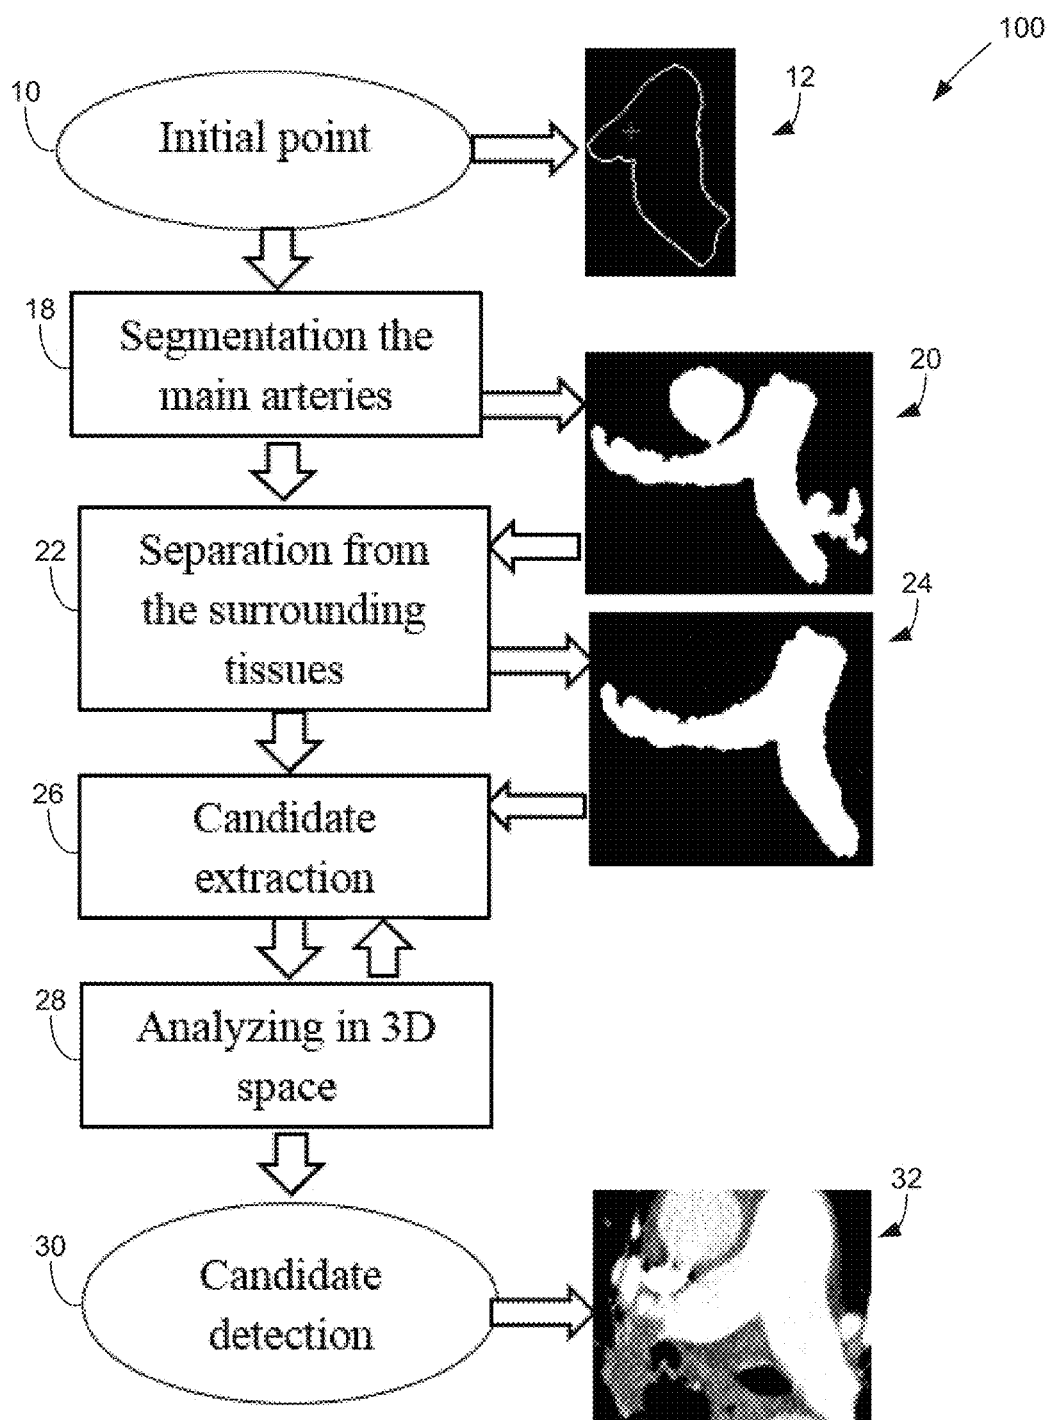 100
10
Initial point
12
18
Segmentation the
main arteries
20
22
Separation from
the surrounding
tissues
24
26
Candidate
extraction
28
Analyzing in 3D
space
30
Candidate
detection
32